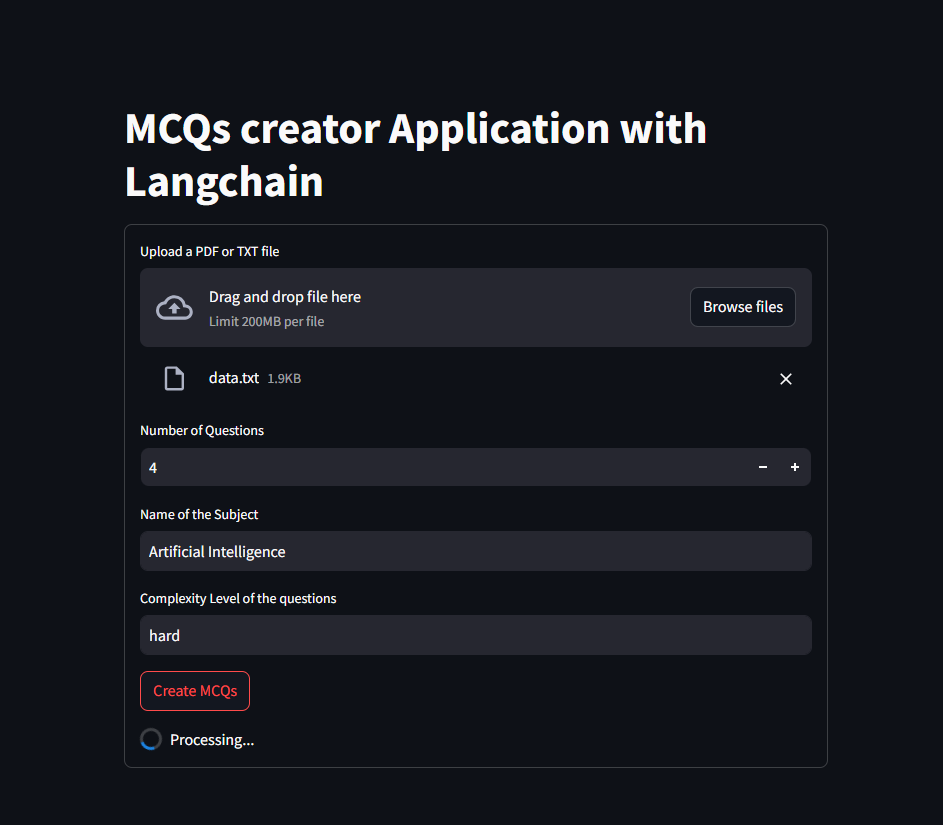 MCQs creator Application with
Langchain
Upload a PDF or TXT file
Drag and drop file here
Limit 200MB per file
Browse files
data.txt 1.9KB
Number of Questions
4
Name of the Subject
Artificial Intelligence
Complexity Level of the questions
hard
Create MCQs
Processing...